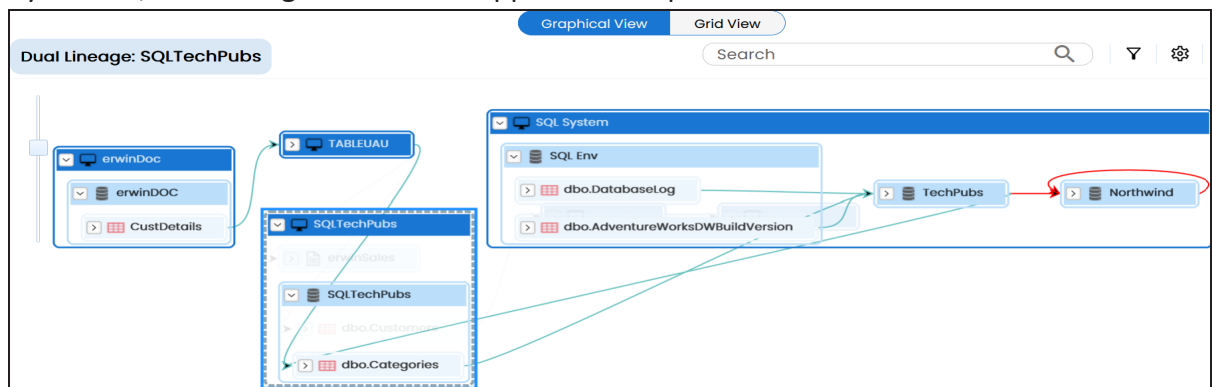 Graphical View Grid View
Dual Lineage: SQLTechPubs
Search
SQL System
erwinDoc
TABLEUAU
SQL Env
erwinDOC
dbo.DatabaseLog
TechPubs
Northwind
CustDetails
SQLTechPubs
dbo.AdventureWorksDWBuildVersion
erwinSales
SQLTechPubs
dbo.Customers
dbo.Categories